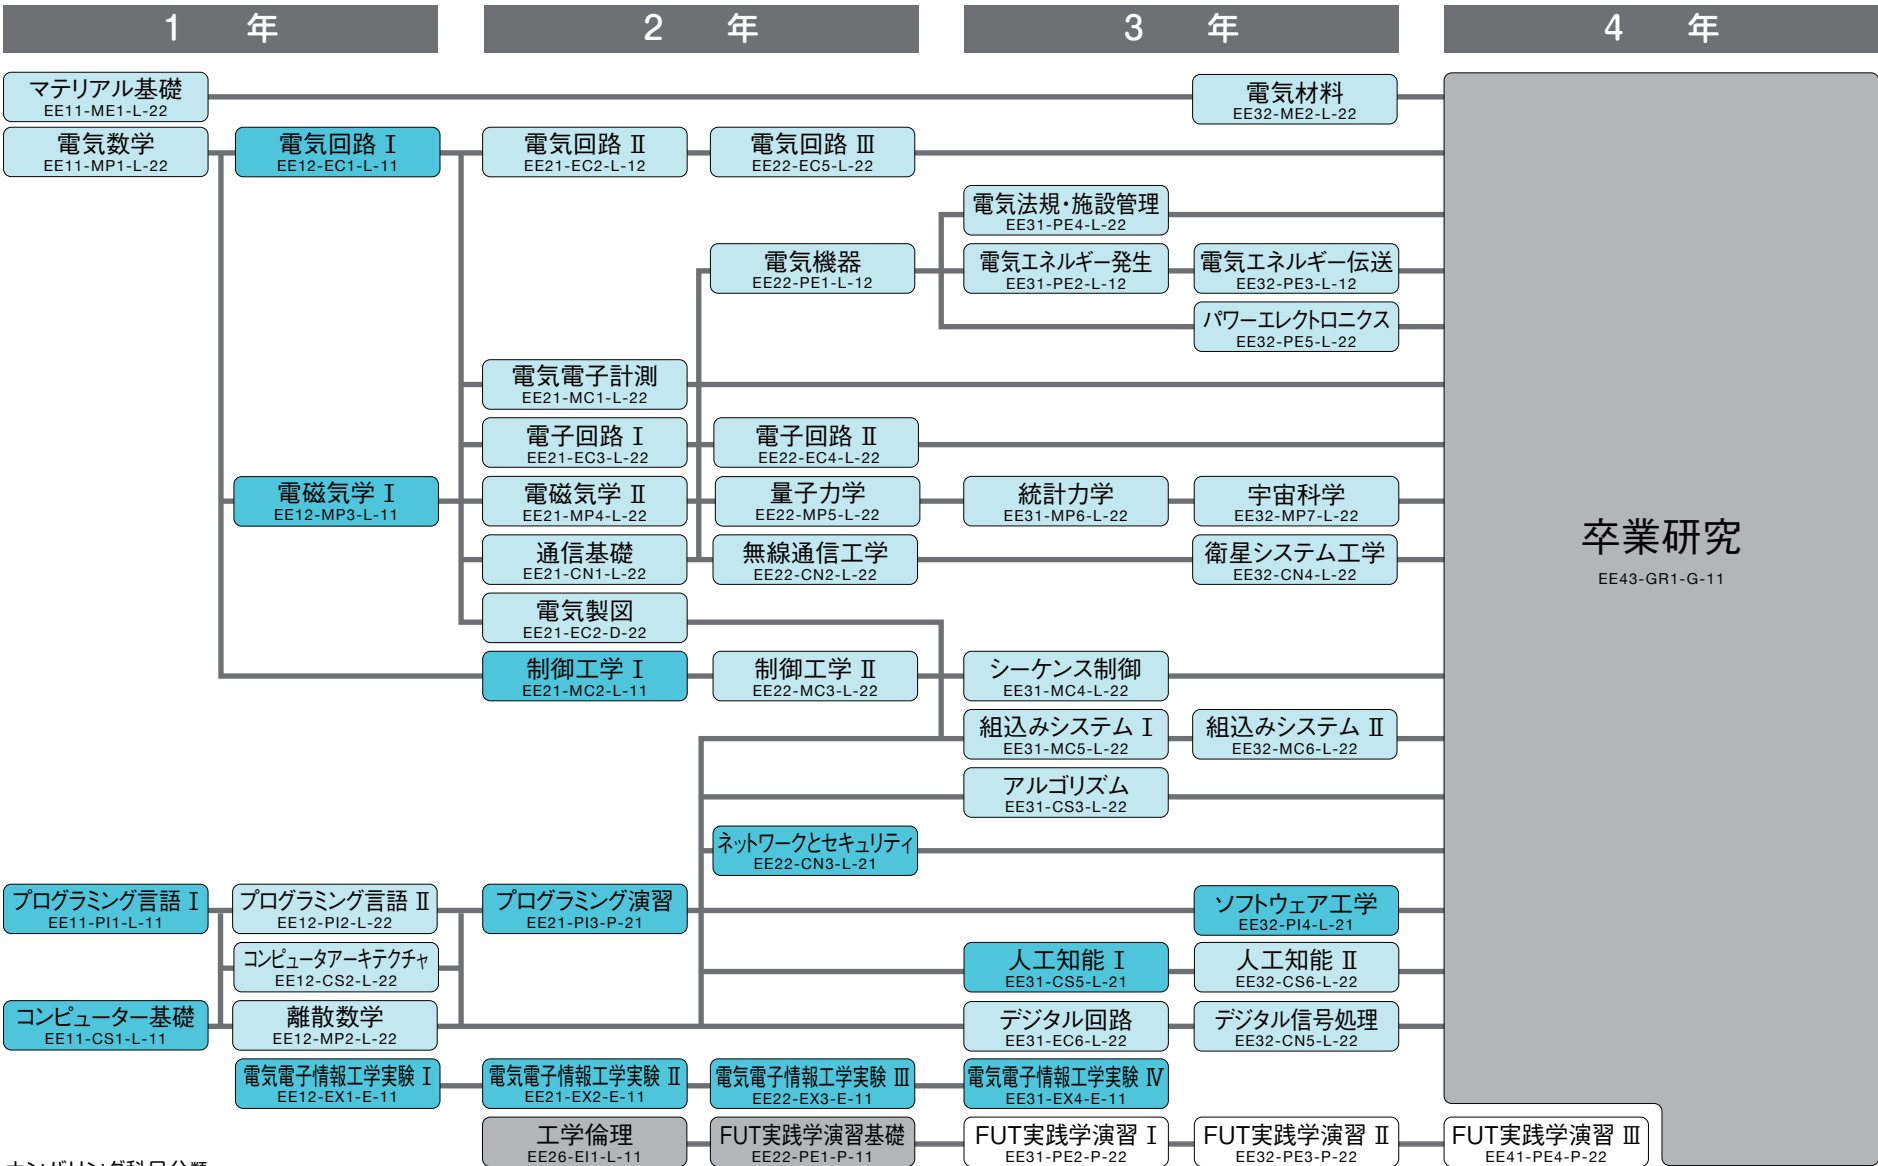 1 年
2 年
3 年
4 年
マテリアル基礎
EE11-ME1-L-22
電気材料
EE32-ME2-L-22
電気数学
EE11-MP1-L-22
電気回路 Ⅰ
EE12-EC1-L-11
電気回路 Ⅱ
EE21-EC2-L-12
電気回路 Ⅲ
EE22-EC5-L-22
電気法規・施設管理
EE31-PE4-L-22
電気機器
EE22-PE1-L-12
電気エネルギー発生
EE31-PE2-L-12
電気エネルギー伝送
EE32-PE3-L-12
パワーエレクトロニクス
EE32-PE5-L-22
電気電子計測
EE21-MC1-L-22
電子回路 Ⅰ
EE21-EC3-L-22
電子回路 Ⅱ
EE22-EC4-L-22
電磁気学 Ⅰ
EE12-MP3-L-11
電磁気学 Ⅱ
EE21-MP4-L-22
量子力学
EE22-MP5-L-22
統計力学
EE31-MP6-L-22
宇宙科学
EE32-MP7-L-22
通信基礎
EE21-CN1-L-22
無線通信工学
EE22-CN2-L-22
衛星システム工学
EE32-CN4-L-22
卒業研究
EE43-GR1-G-11
電気製図
EE21-EC2-D-22
制御工学 Ⅰ
EE21-MC2-L-11
制御工学 Ⅱ
EE22-MC3-L-22
シーケンス制御
EE31-MC4-L-22
組込みシステム Ⅰ
EE31-MC5-L-22
組込みシステム Ⅱ
EE32-MC6-L-22
アルゴリズム
EE31-CS3-L-22
ネットワークとセキュリティ
EE22-CN3-L-21
プログラミング言語 Ⅰ
EE11-PI1-L-11
プログラミング言語 Ⅱ
EE12-PI2-L-22
プログラミング演習
EE21-PI3-P-21
ソフトウェア工学
EE32-PI4-L-21
コンピュータアーキテクチャ
EE12-CS2-L-22
人工知能 Ⅰ
EE31-CS5-L-21
人工知能 Ⅱ
EE32-CS6-L-22
コンピューター基礎
EE11-CS1-L-11
離散数学
EE12-MP2-L-22
デジタル回路
EE31-EC6-L-22
デジタル信号処理
EE32-CN5-L-22
電気電子情報工学実験 Ⅰ
EE12-EX1-E-11
電気電子情報工学実験 Ⅱ
EE21-EX2-E-11
電気電子情報工学実験 Ⅲ
EE22-EX3-E-11
電気電子情報工学実験 Ⅳ
EE31-EX4-E-11
工学倫理
EE26-EI1-L-11
FUT実践学演習基礎
EE22-PE1-P-11
FUT実践学演習 Ⅰ
EE31-PE2-P-22
FUT実践学演習 Ⅱ
EE32-PE3-P-22
FUT実践学演習 Ⅲ
EE41-PE4-P-22
ナンバリング科目分類